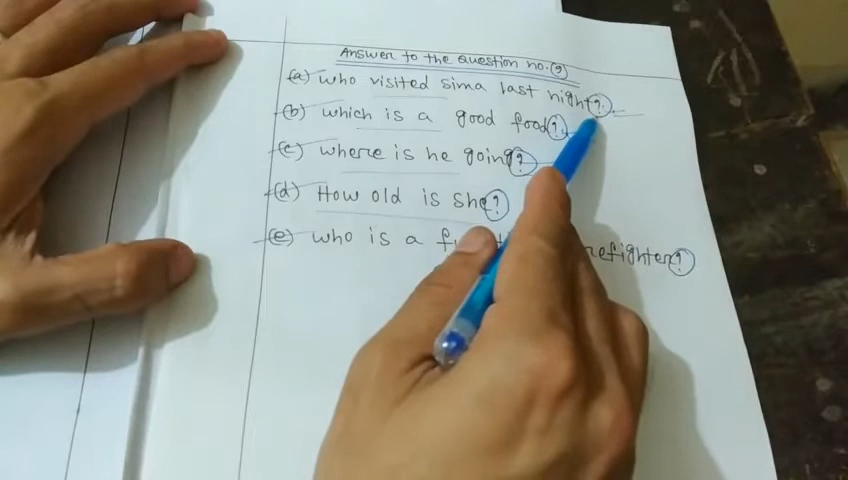 Answer to the Question no. (9)
(a) who visited sima last night?
(b) which is a good food?
(c) where is he going?
(d) How old is she?
(e) who is a refighter?